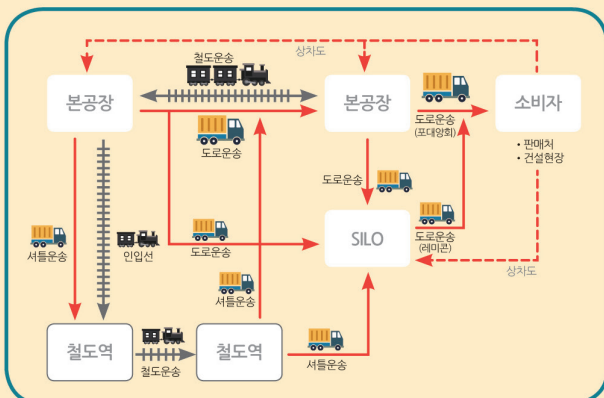 상차도
철도운송
본공장
본공장
소비자
도로운송
도로운송
(포대양회)
• 판매처
• 건설현장
도로운송
셔틀운송
인입선
도로운송
SILO
도로운송
(레미콘)
상차도
셔틀운송
철도역
철도운송
철도역
셔틀운송